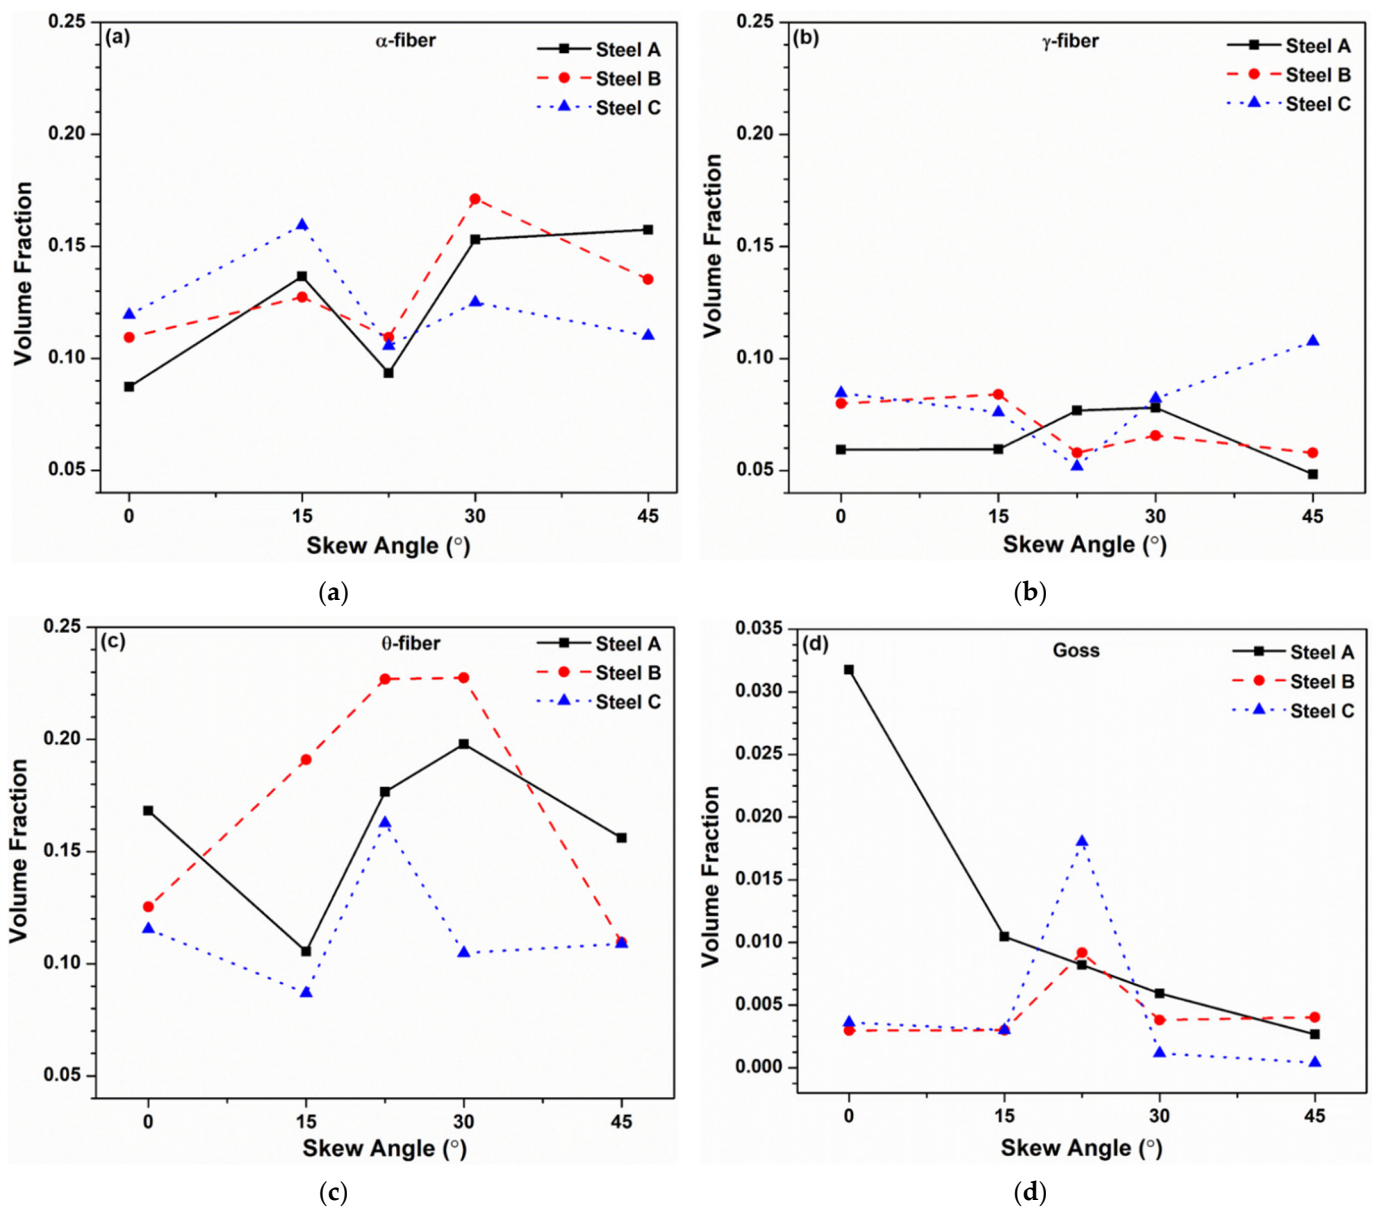 (a)
α-fiber
Steel A
Steel B
Steel C
0.25
0.20
0.15
0.10
0.05
Volume Fraction
0 15 30 45
Skew Angle (°)
(a)
(b)
γ-fiber
Steel A
Steel B
Steel C
0.25
0.20
0.15
0.10
0.05
Volume Fraction
0 15 30 45
Skew Angle (°)
(b)
(c)
θ-fiber
Steel A
Steel B
Steel C
0.25
0.20
0.15
0.10
0.05
Volume Fraction
0 15 30 45
Skew Angle (°)
(c)
(d)
Goss
Steel A
Steel B
Steel C
0.035
0.030
0.025
0.020
0.015
0.010
0.005
0.000
Volume Fraction
0 15 30 45
Skew Angle (°)
(d)